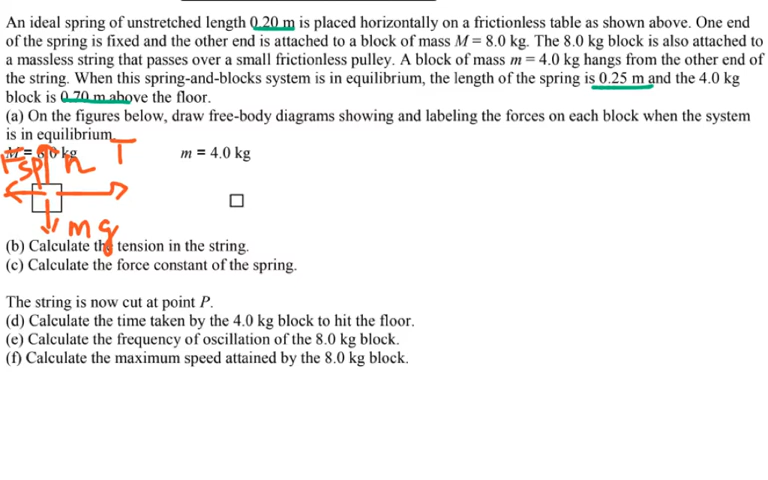 An ideal spring of unstretched length 0.20 m is placed horizontally on a frictionless table as shown above. One end
of the spring is fixed and the other end is attached to a block of mass M = 8.0 kg. The 8.0 kg block is also attached to
a massless string that passes over a small frictionless pulley. A block of mass m = 4.0 kg hangs from the other end of
the string. When this spring-and-blocks system is in equilibrium, the length of the spring is 0.25 m and the 4.0 kg
block is 0.70 m above the floor.
(a) On the figures below, draw free-body diagrams showing and labeling the forces on each block when the system
is in equilibrium
M = 8.0 kg m = 4.0 kg
Fsp n T
mg
(b) Calculate the tension in the string.
(c) Calculate the force constant of the spring.
The string is now cut at point P.
(d) Calculate the time taken by the 4.0 kg block to hit the floor.
(e) Calculate the frequency of oscillation of the 8.0 kg block.
(f) Calculate the maximum speed attained by the 8.0 kg block.